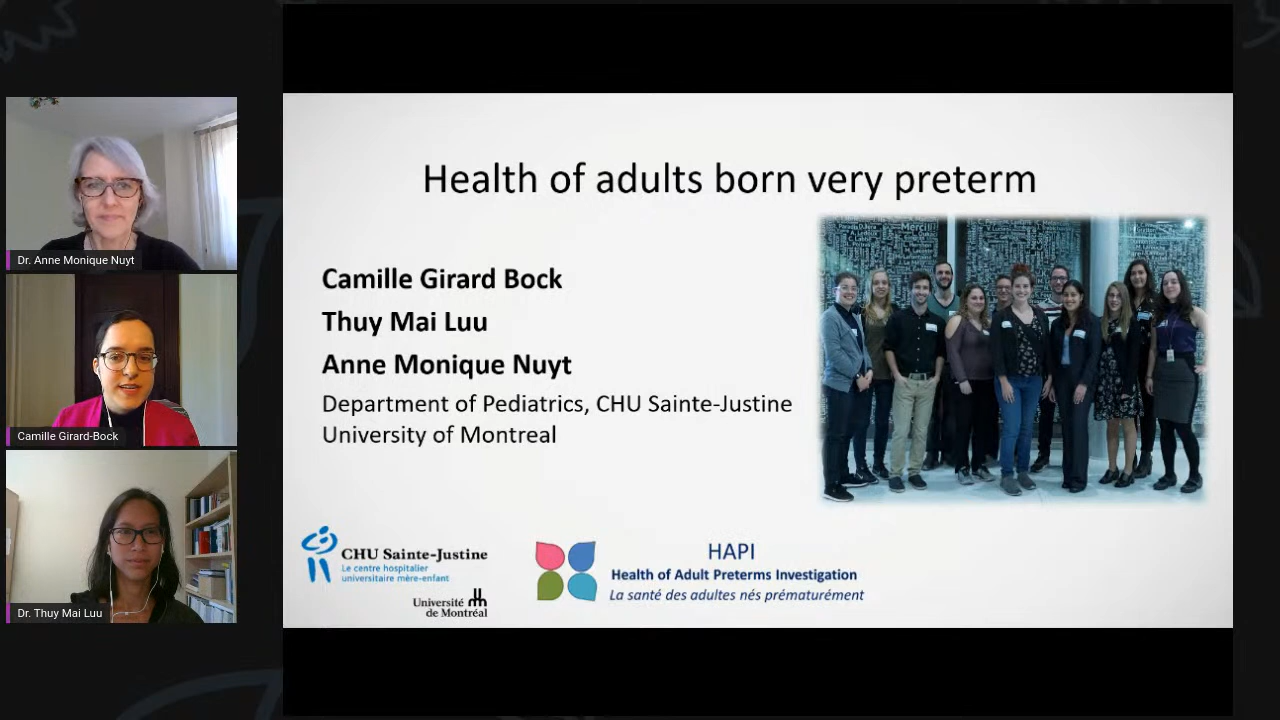 Dr. Anne Monique Nuyt
Camille Girard-Bock
Dr. Thuy Mai Luu
Health of adults born very preterm
Camille Girard Bock
Thuy Mai Luu
Anne Monique Nuyt
Department of Pediatrics, CHU Sainte-Justine
University of Montreal
Merci
CHU Sainte-Justine
Le centre hospitalier
universitaire mère-enfant
Université
de Montréal
HAPI
Health of Adult Preterms Investigation
La santé des adultes nés prématurément